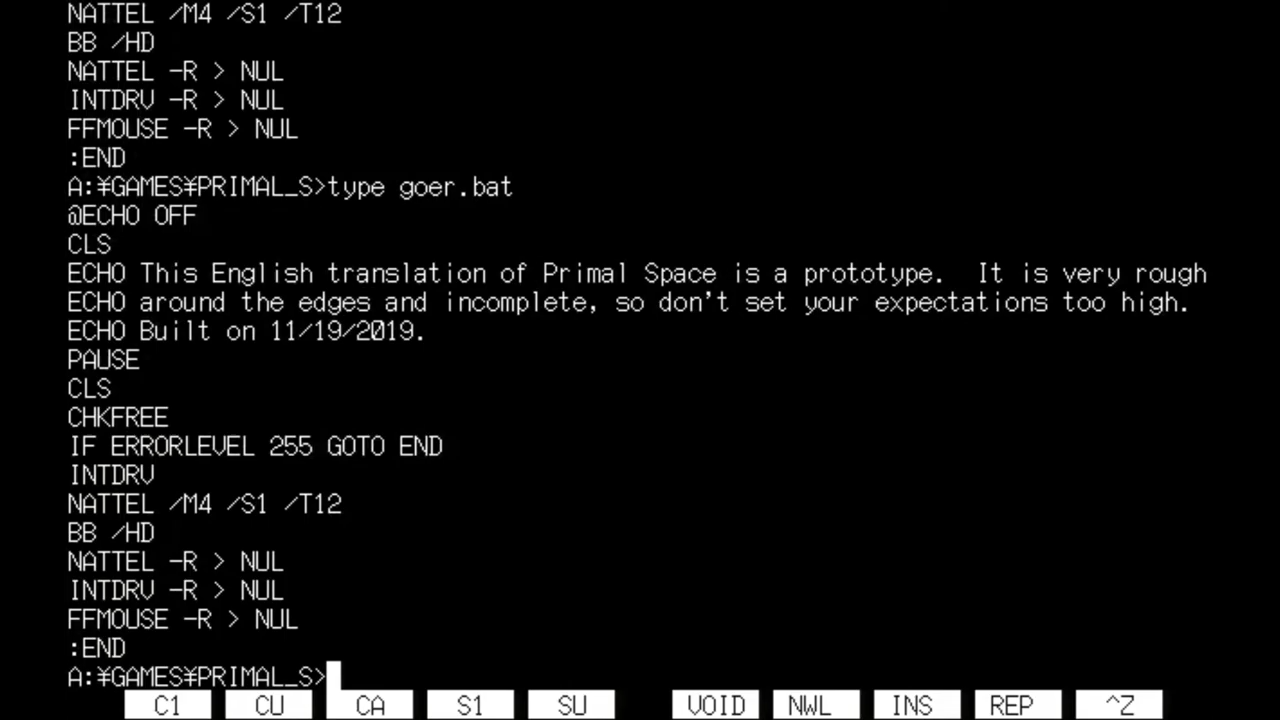 NATTEL /M4 /S1 /T12
BB /HD
NATTEL -R > NUL
INTDRV -R > NUL
FFMOUSE -R > NUL
:END
A:¥GAMES¥PRIMAL_S>type goer.bat
@ECHO OFF
CLS
ECHO This English translation of Primal Space is a prototype.  It is very rough
ECHO around the edges and incomplete, so don't set your expectations too high.
ECHO Built on 11/19/2019.
PAUSE
CLS
CHKFREE
IF ERRORLEVEL 255 GOTO END
INTDRV
NATTEL /M4 /S1 /T12
BB /HD
NATTEL -R > NUL
INTDRV -R > NUL
FFMOUSE -R > NUL
:END
A:¥GAMES¥PRIMAL_S>
C1 CU CA S1 SU VOID NWL INS REP ^Z